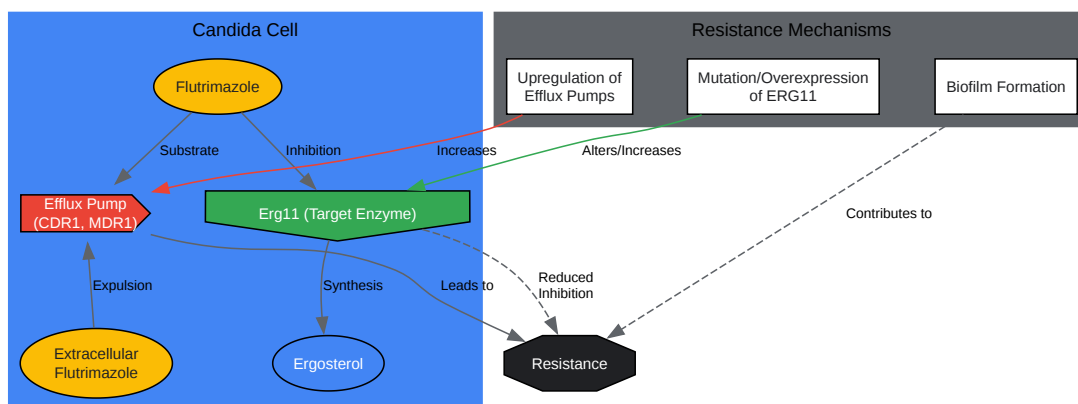 Candida Cell
Resistance Mechanisms
Flutrimazole
Upregulation of
Efflux Pumps
Mutation/Overexpression
of ERG11
Biofilm Formation
Substrate
Inhibition
Increases
Alters/Increases
Efflux Pump
(CDR1, MDR1)
Erg11 (Target Enzyme)
Contributes to
Expulsion
Synthesis
Leads to
Reduced
Inhibition
Extracellular
Flutrimazole
Ergosterol
Resistance